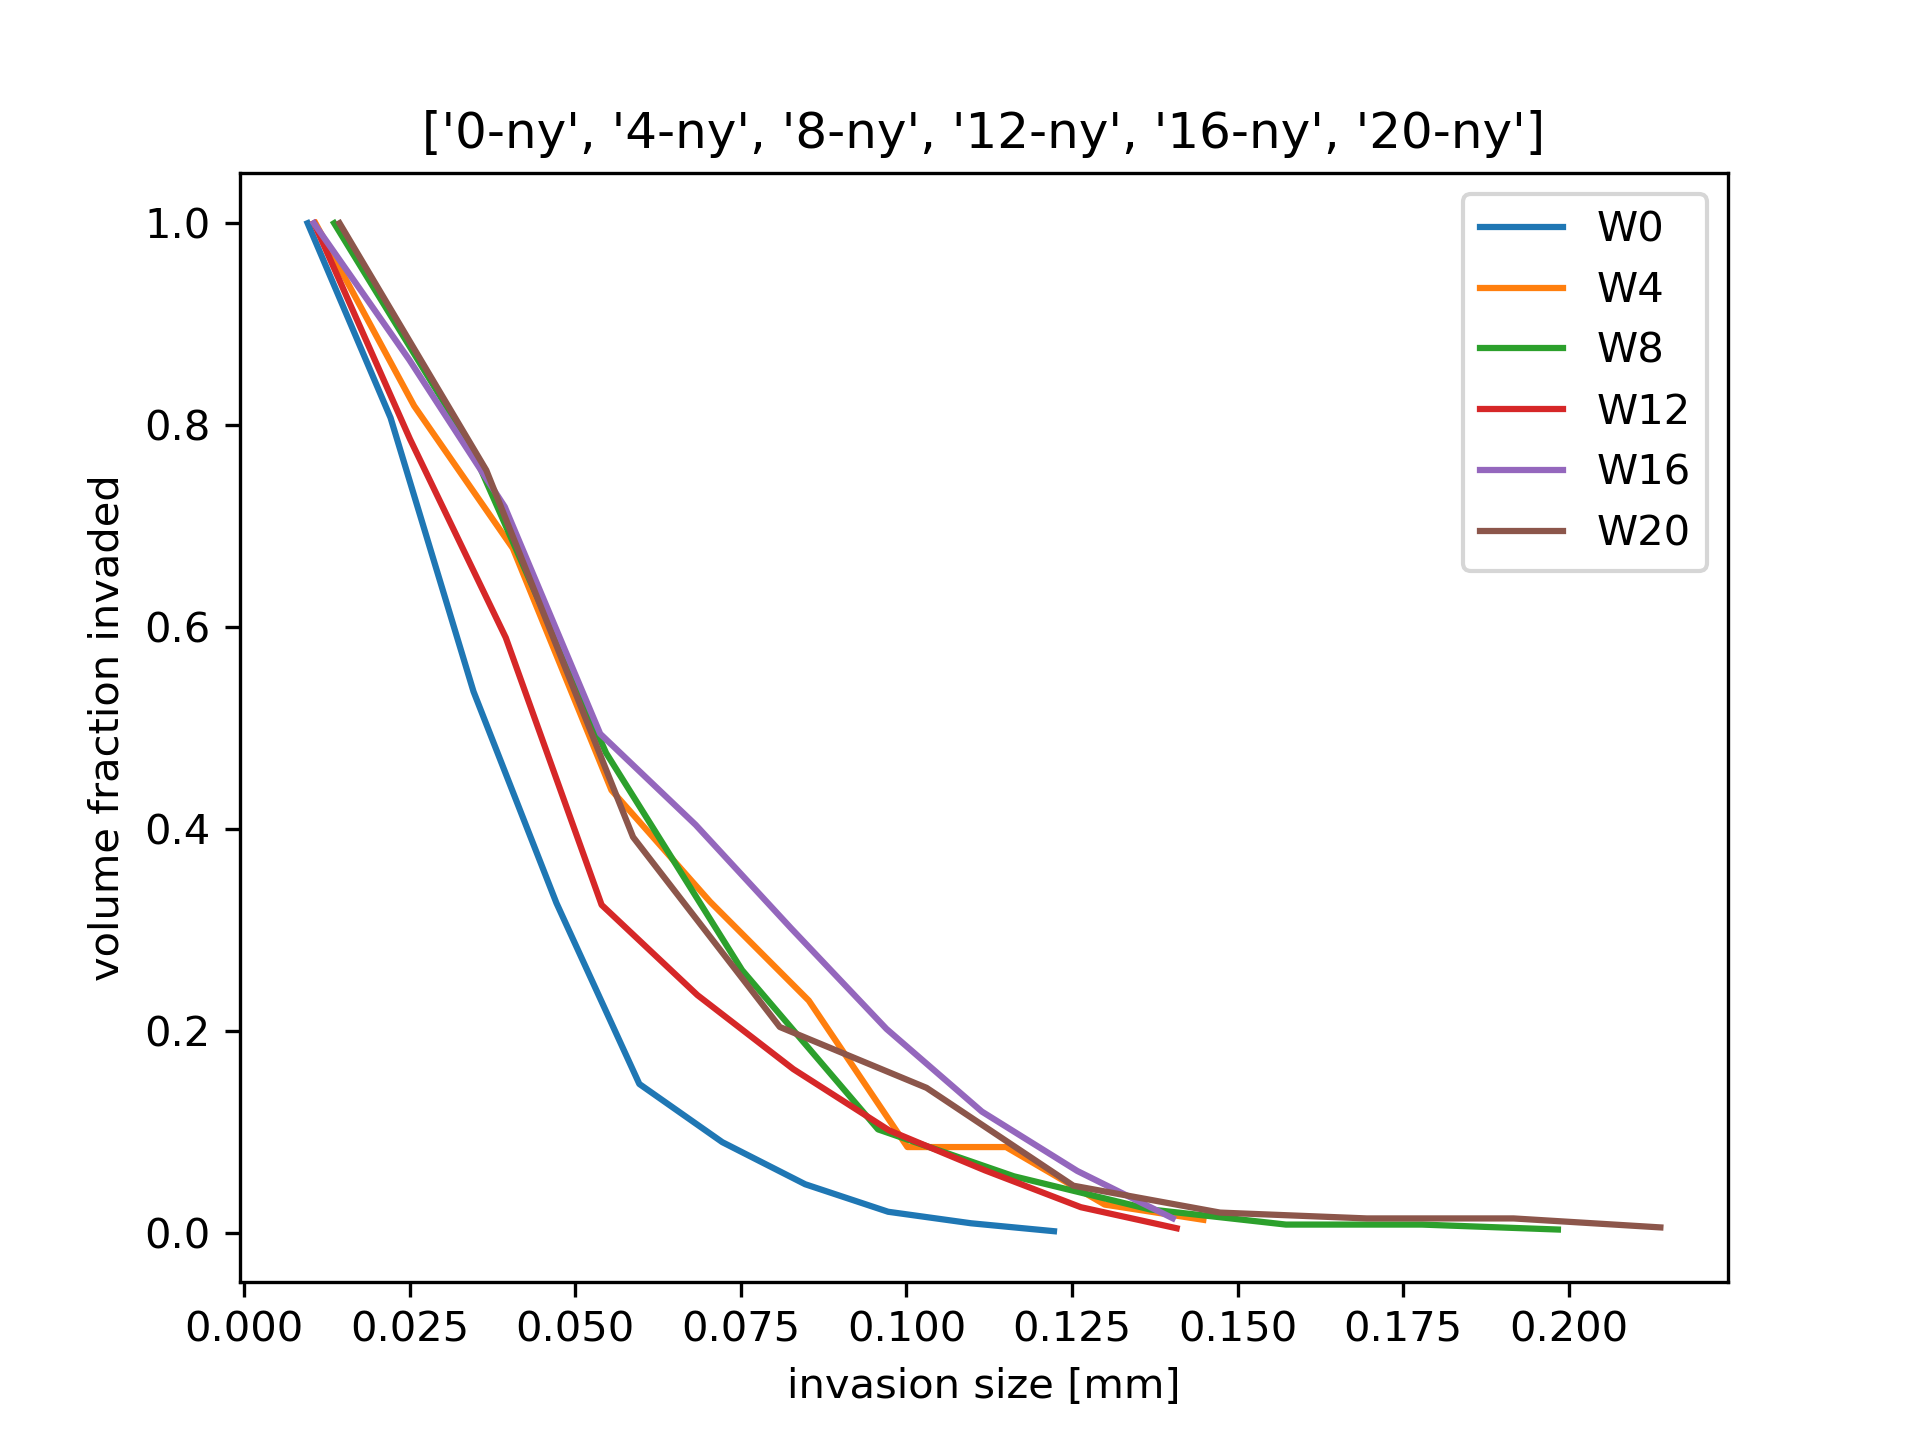 ['0-ny', '4-ny', '8-ny', '12-ny', '16-ny', '20-ny']
volume fraction invaded
1.0
0.8
0.6
0.4
0.2
0.0
W0
W4
W8
W12
W16
W20
0.000 0.025 0.050 0.075 0.100 0.125 0.150 0.175 0.200
invasion size [mm]